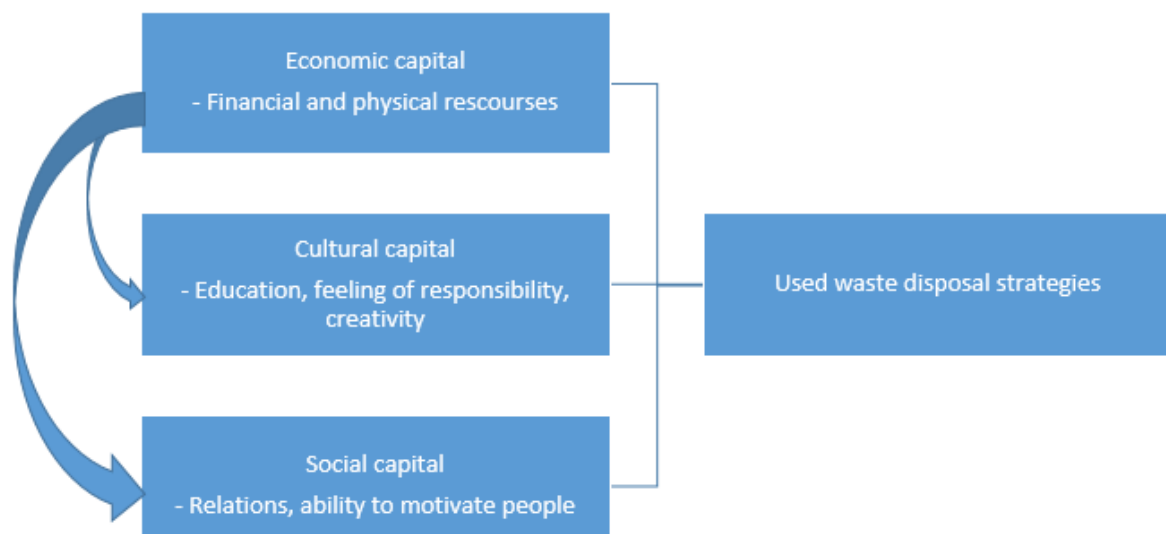 Economic capital
- Financial and physical rescourses
Cultural capital
- Education, feeling of responsibility,
creativity
Used waste disposal strategies
Social capital
- Relations, ability to motivate people